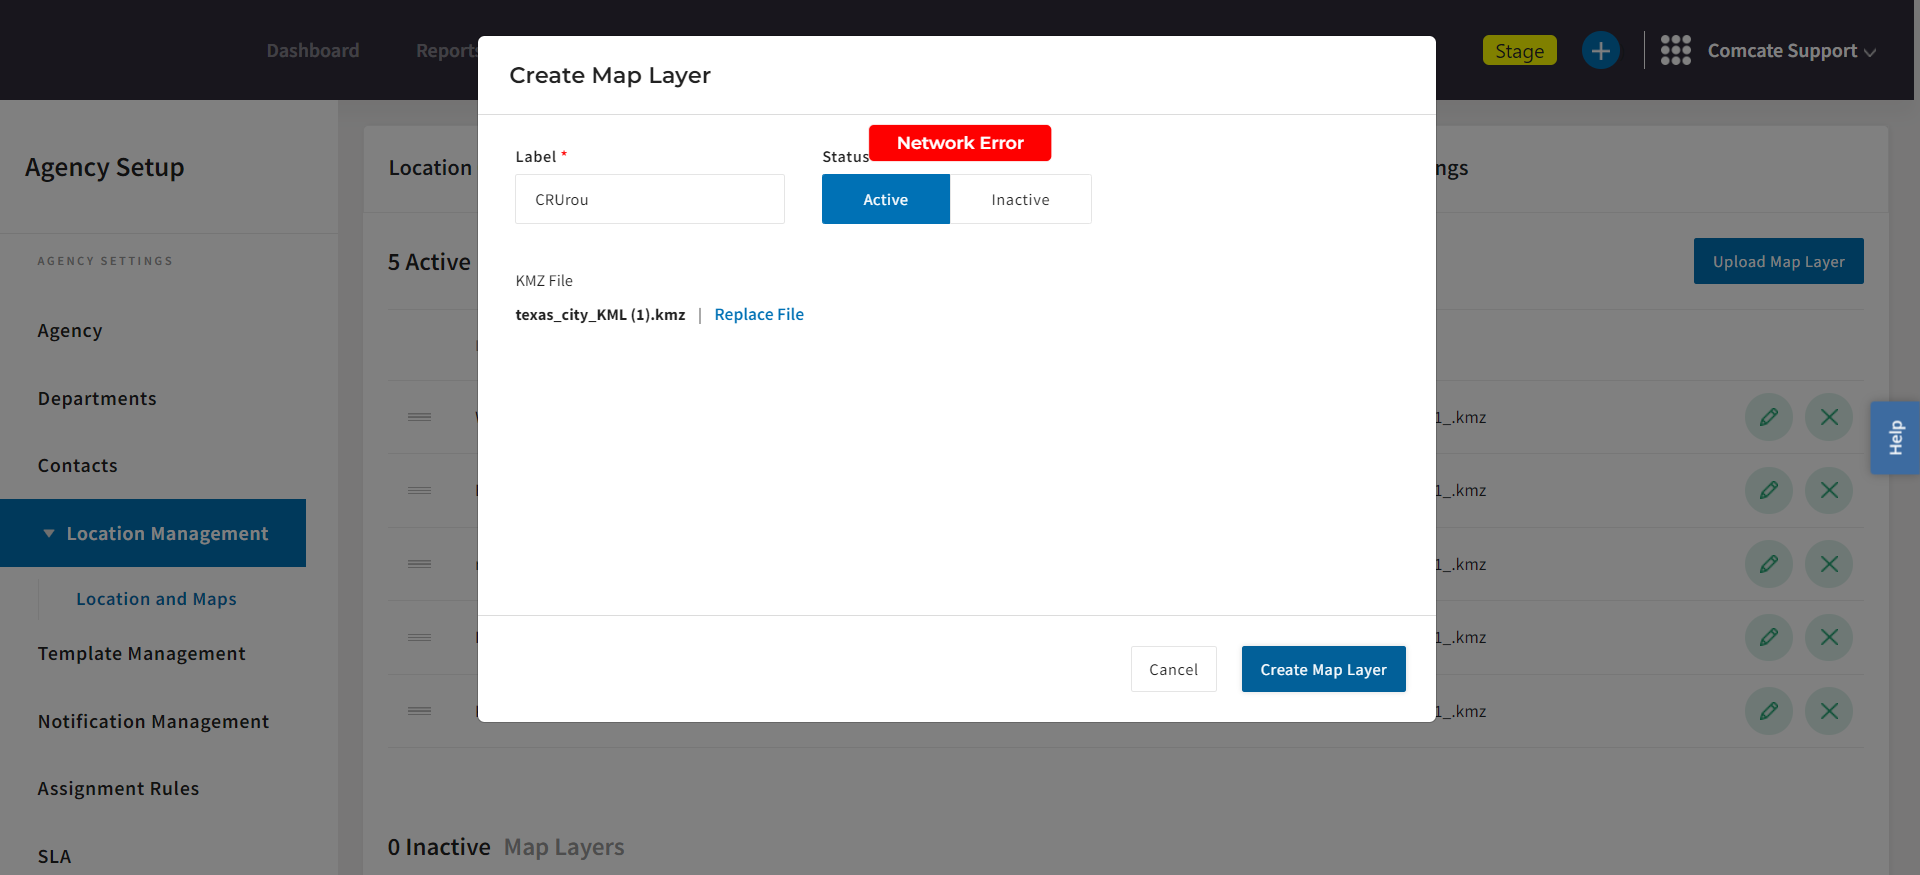 Dashboard
Reports
Stage
Comcate Support
Create Map Layer
Network Error
Agency Setup
Location
Label *
Status
ngs
CRUrou
Active
Inactive
AGENCY SETTINGS
5 Active
Upload Map Layer
KMZ File
texas_city_KML (1).kmz | Replace File
Agency
Departments
1_.kmz
Help
Contacts
1_.kmz
Location Management
1_.kmz
Location and Maps
Template Management
1_.kmz
Cancel
Create Map Layer
Notification Management
1_.kmz
Assignment Rules
0 Inactive Map Layers
SLA